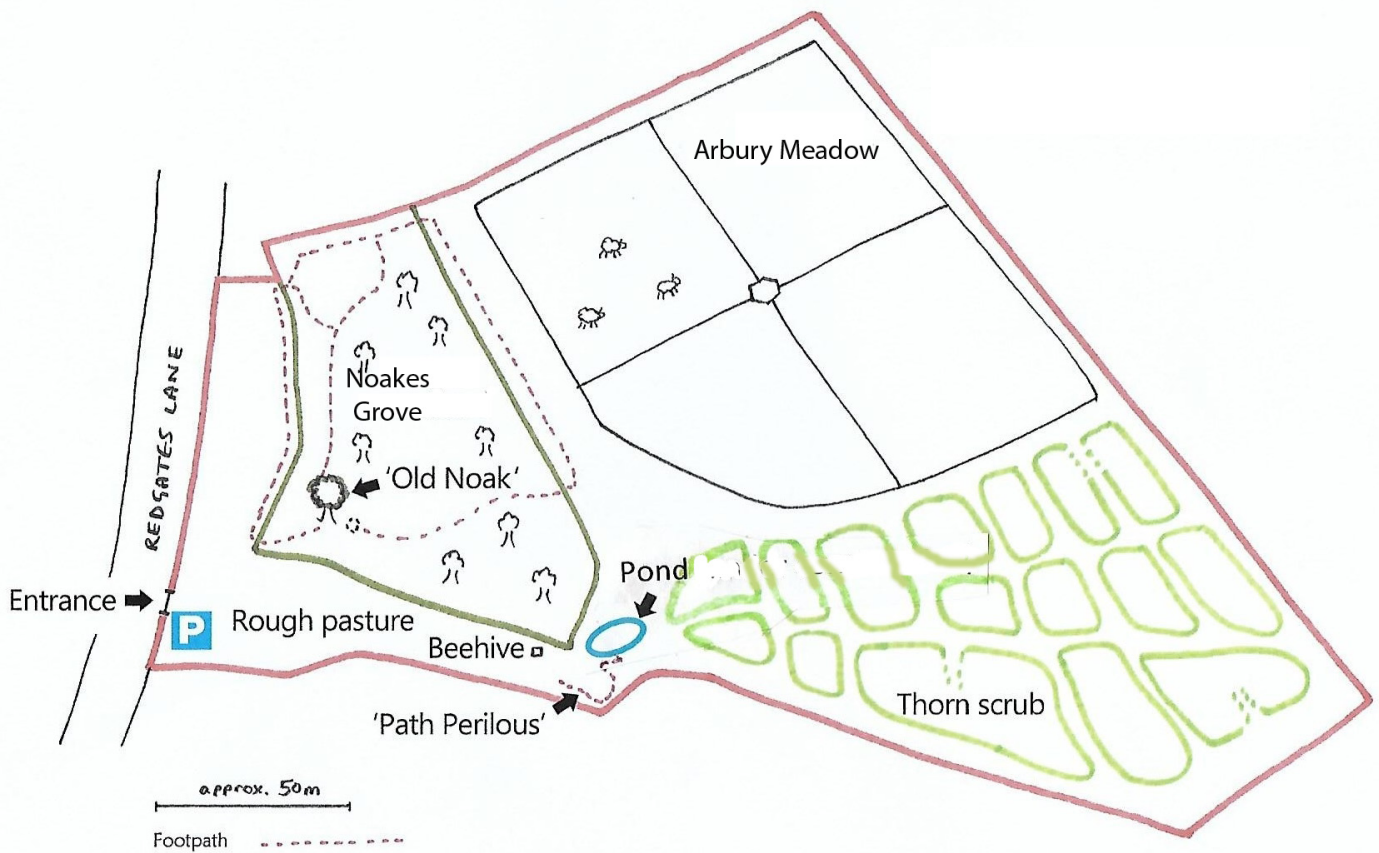 Arbury Meadow
REDGATES LANE
Noakes
Grove
'Old Noak'
Pond
Entrance
P
Rough pasture
Beehive
'Path Perilous'
Thorn scrub
approx. 50m
Footpath